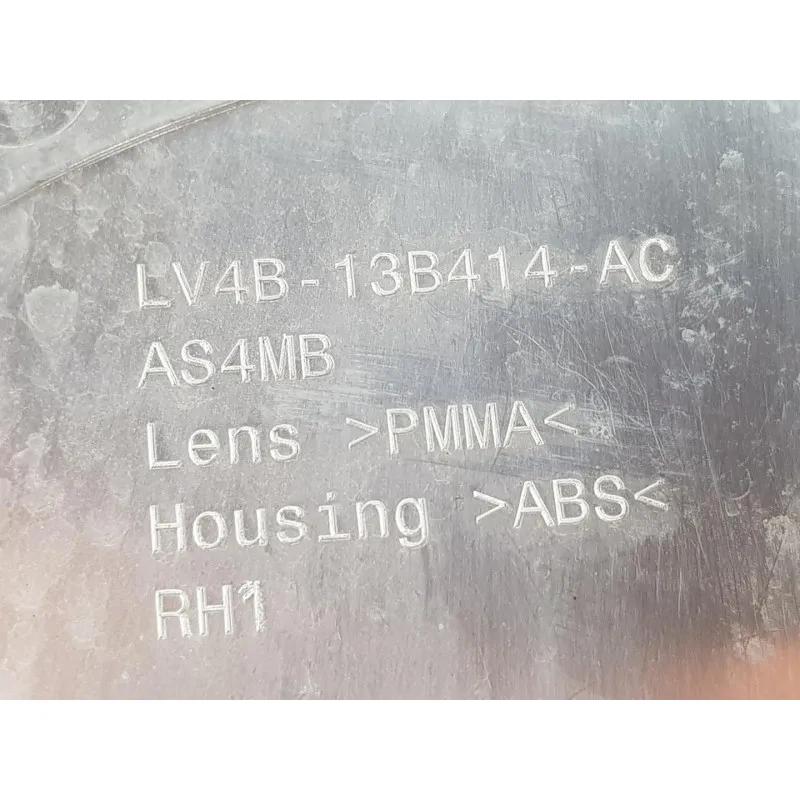 LV4B-13B414-AC
AS4MB
Lens >PMMA<
Housing >ABS<
RH1